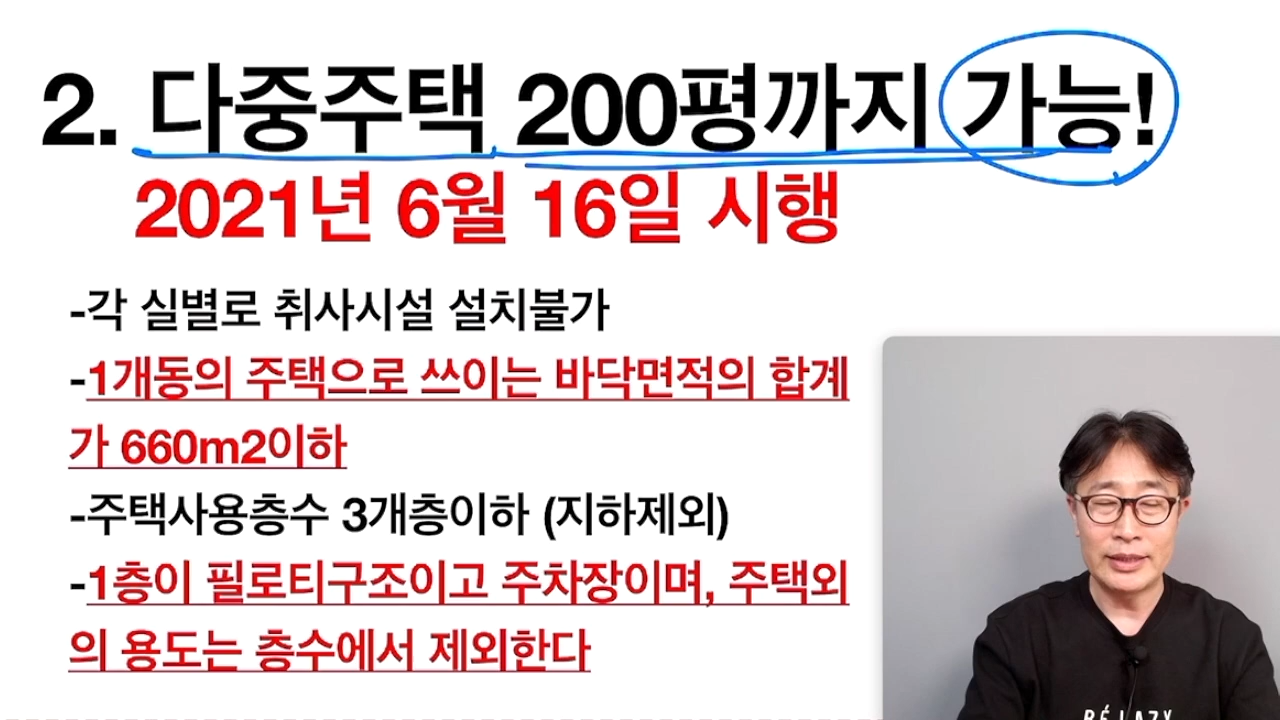 2. 다중주택 200평까지 가능!
2021년 6월 16일 시행
-각 실별로 취사시설 설치불가
-1개동의 주택으로 쓰이는 바닥면적의 합계
가 660m2이하
-주택사용층수 3개층이하 (지하제외)
-1층이 필로티구조이고 주차장이며, 주택외
의 용도는 층수에서 제외한다
BÉ LAZY